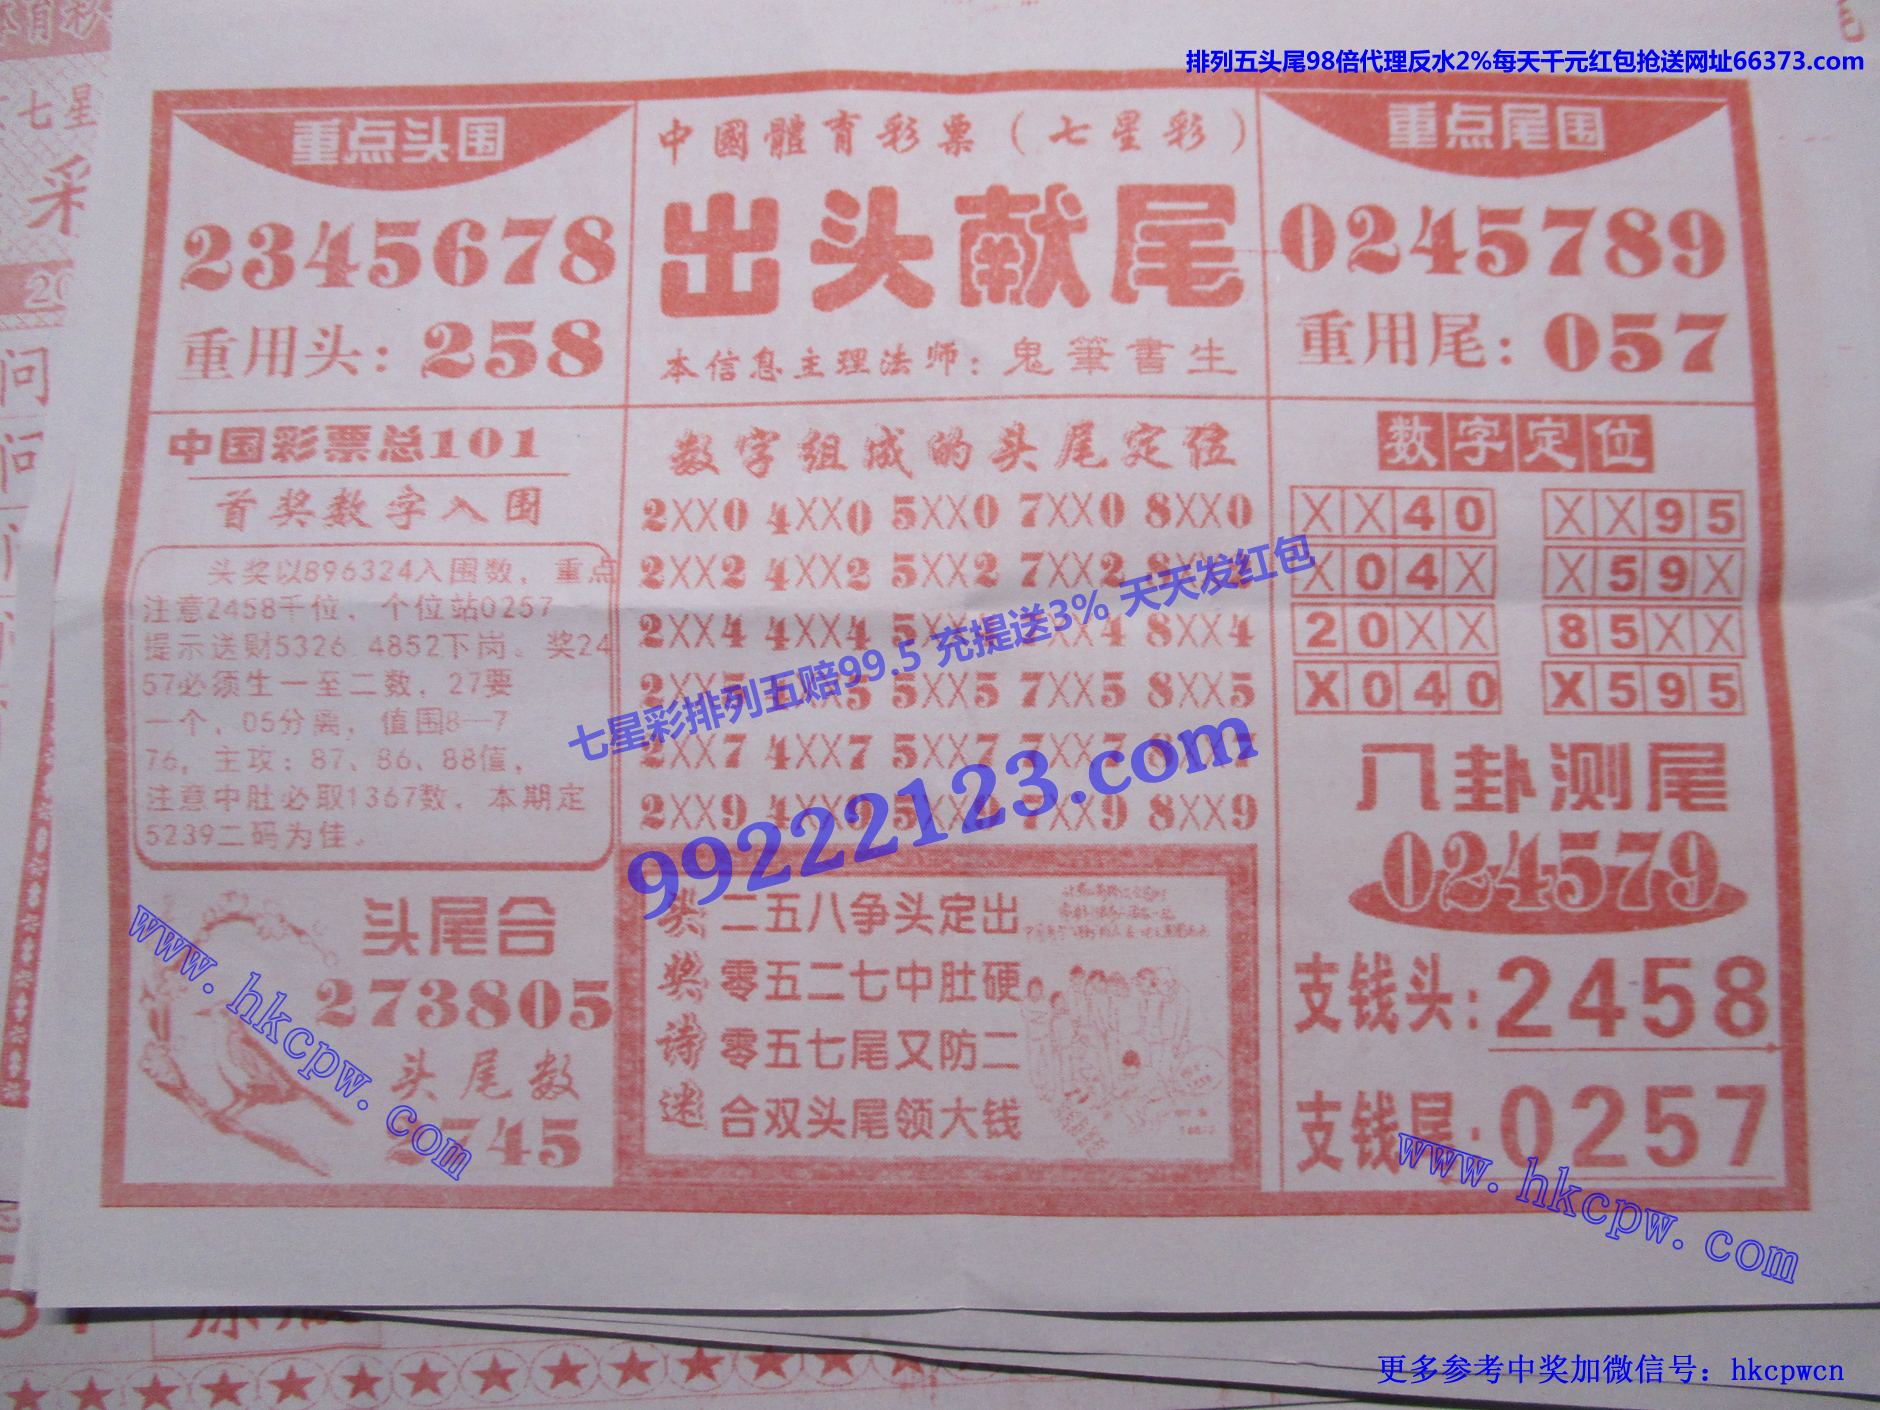 排列五头尾98倍代理反水2%每天千元红包抢送网址66373.com
重点头围
2345678
重用头：258
中國體育彩票（七星彩）
出头献尾
本信息主理法师：鬼筆書生
重点尾围
0245789
重用尾：057
中国彩票总101
首奖数字入围
头奖以896324入围数，重点
注意2458千位，个位站0257
提示送财5326 4852下岗。奖24
57必须生一至二数，27要
一个，05分离，值围8—7
76，主攻：87、86、88值，
注意中肚必取1367数，本期定
5239二码为佳。
头尾合
273805
头尾数
2745
数字组成的头尾定位
2XX0 4XX0 5XX0 7XX0 8XX0
2XX2 4XX2 5XX2 7XX2 8XX2
2XX4 4XX4 5XX4 7XX4 8XX4
2XX5 4XX5 5XX5 7XX5 8XX5
2XX7 4XX7 5XX7 7XX7 8XX7
2XX9 4XX9 5XX9 7XX9 8XX9
七星彩排列五赔99.5 充提送3% 天天发红包
99222123.com
头奖诗迷
二五八争头定出
零五二七中肚硬
零五七尾又防二
合双头尾领大钱
数字定位
XX40 XX95
X04X X59X
20XX 85XX
X040 X595
八卦测尾
024579
支钱头：2458
支钱尾：0257
www.hkcpw.com
www.hkcpw.com
七星
采
20
问
更多参考中奖加微信号：hkcpwcn